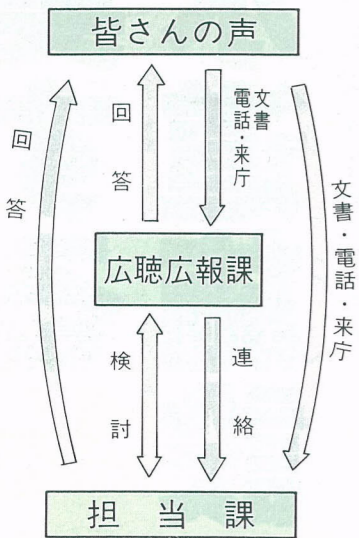 皆さんの声
回答
回答
文書
電話・来庁
文書・電話・来庁
広聴広報課
検討
連絡
担当課